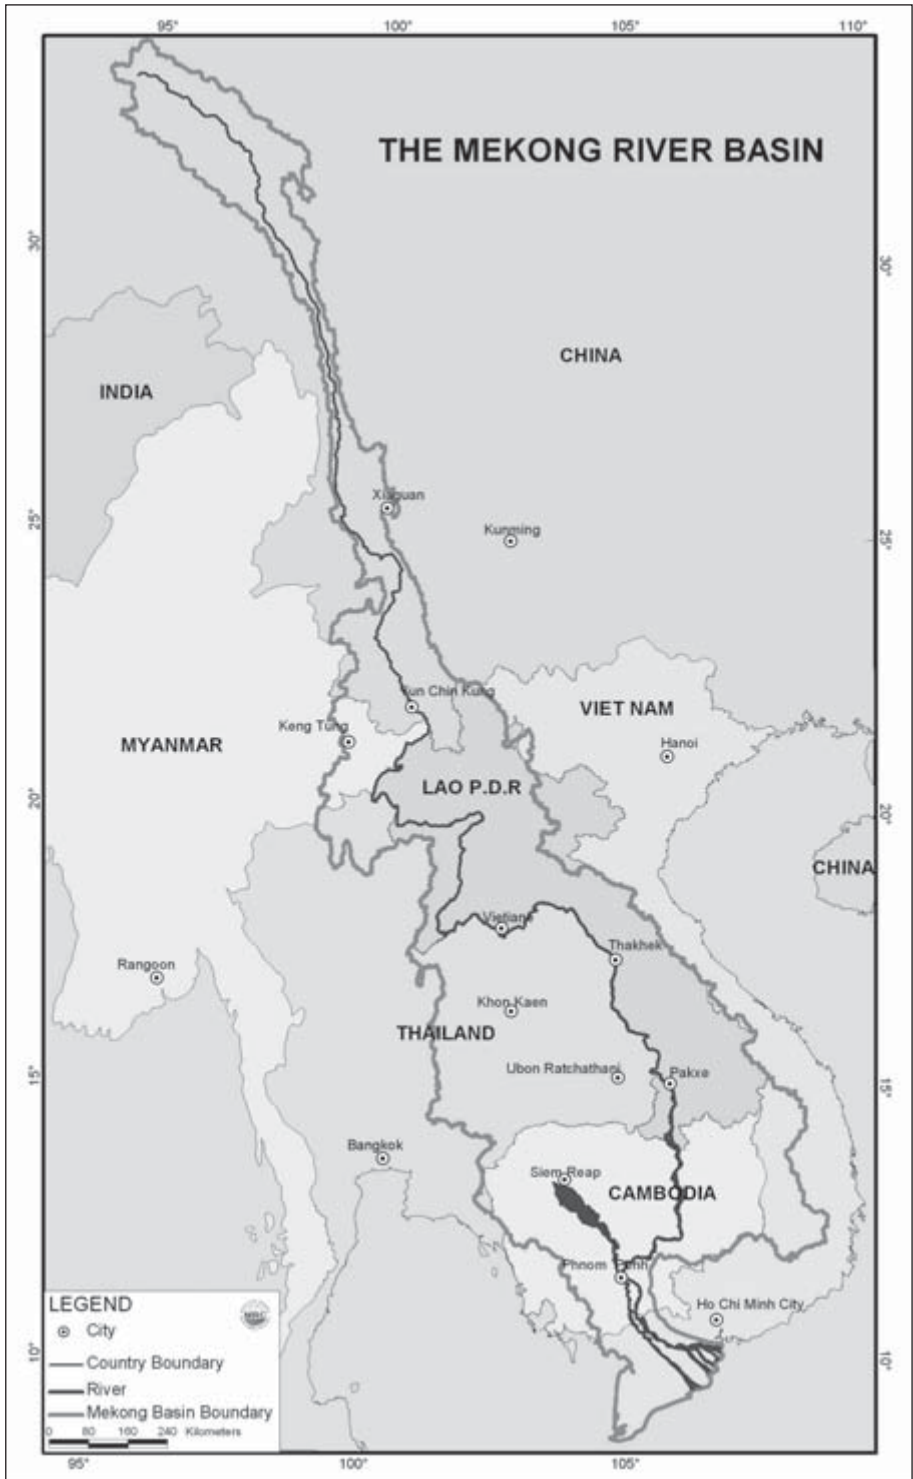 95°
100°
105°
110°
THE MEKONG RIVER BASIN
30°
30°
CHINA
INDIA
Xiaguan
25°
Kunming
25°
Yun Chin Kung
VIET NAM
Keng Tung
MYANMAR
Hanoi
LAO P.D.R
20°
20°
CHINA
Vietiane
Thakhek
Rangoon
Khon Kaen
THAILAND
15°
Ubon Ratchathani
Pakxe
15°
Bangkok
Siem Reap
CAMBODIA
Phnom Penh
LEGEND
MRC
Ho Chi Minh City
City
10°
Country Boundary
10°
River
Mekong Basin Boundary
0 80 160 240 Kilometers
95°
100°
105°